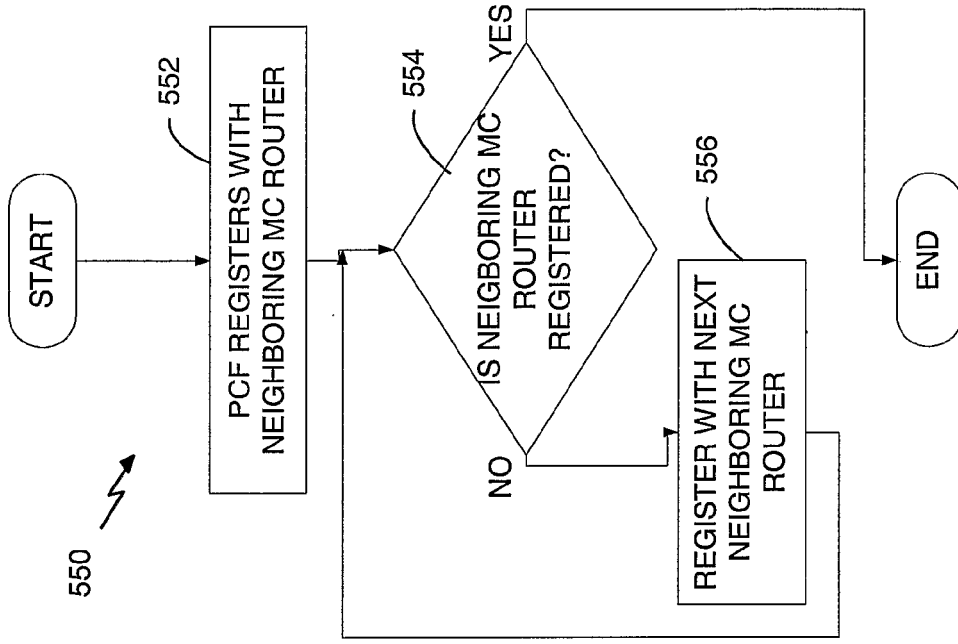 550
START
552
PCF REGISTERS WITH
NEIGHBORING MC ROUTER
554
IS NEIGBORING MC
ROUTER
REGISTERED?
YES
NO
556
REGISTER WITH NEXT
NEIGHBORING MC
ROUTER
END